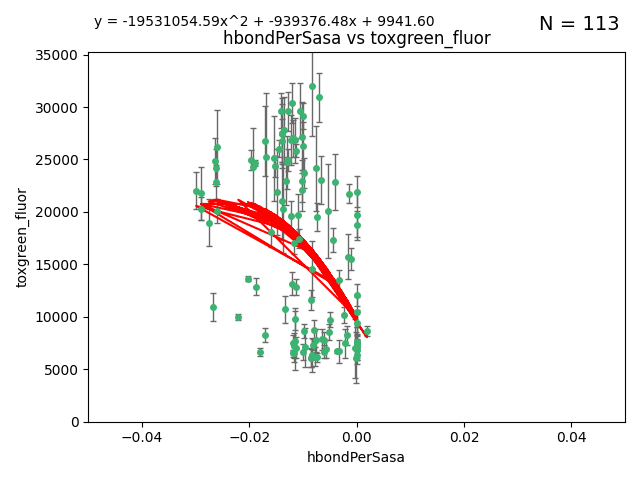 y = -19531054.59x^2 + -939376.48x + 9941.60
N = 113
hbondPerSasa vs toxgreen_fluor
35000
30000
25000
20000
15000
10000
5000
0
toxgreen_fluor
−0.04
−0.02
0.00
0.02
0.04
hbondPerSasa